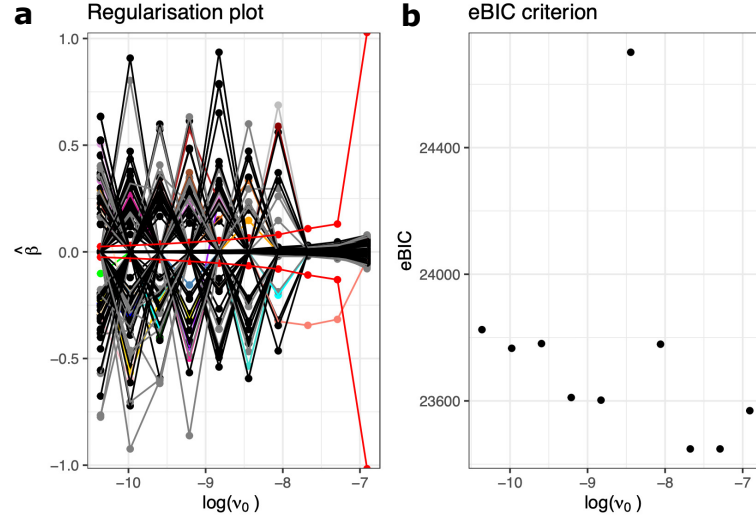 a Regularisation plot
1.0
0.5
0.0
−0.5
−1.0
β̂
−10 −9 −8 −7
log(ν₀ )
b eBIC criterion
24400
24000
23600
eBIC
−10 −9 −8 −7
log(ν₀ )